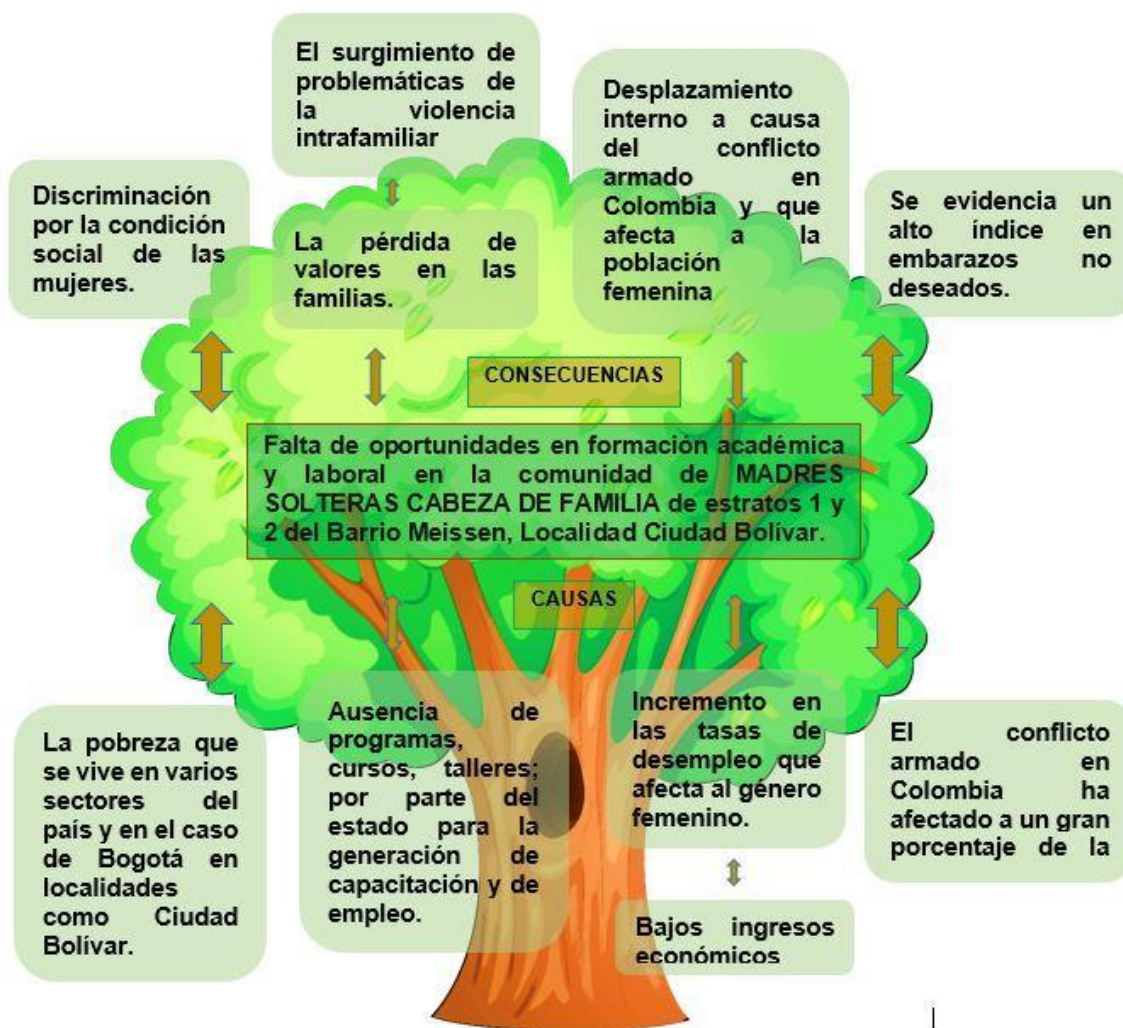 El surgimiento de
problemáticas de
la violencia
intrafamiliar
Desplazamiento
interno a causa
del conflicto
armado en
Colombia y que
afecta a la
población
femenina
Discriminación
por la condición
social de las
mujeres.
La pérdida de
valores en las
familias.
Se evidencia un
alto índice en
embarazos no
deseados.
CONSECUENCIAS
Falta de oportunidades en formación académica
y laboral en la comunidad de MADRES
SOLTERAS CABEZA DE FAMILIA de estratos 1 y
2 del Barrio Meissen, Localidad Ciudad Bolívar.
CAUSAS
La pobreza que
se vive en varios
sectores del
país y en el caso
de Bogotá en
localidades
como Ciudad
Bolívar.
Ausencia de
programas,
cursos, talleres;
por parte del
estado para la
generación de
capacitación y de
empleo.
Incremento en
las tasas de
desempleo que
afecta al género
femenino.
Bajos ingresos
económicos
El conflicto
armado en
Colombia ha
afectado a un gran
porcentaje de la